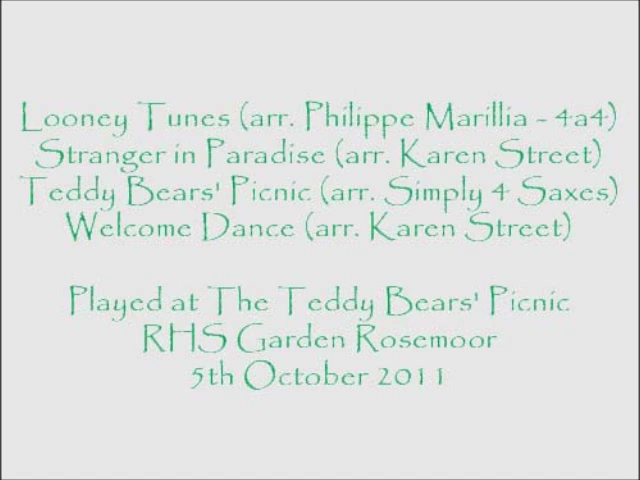 Looney Tunes (arr. Philippe Marillia - 4a4)
Stranger in Paradise (arr. Karen Street)
Teddy Bears' Picnic (arr. Simply 4 Saxes)
Welcome Dance (arr. Karen Street)
Played at The Teddy Bears' Picnic
RHS Garden Rosemoor
5th October 2011